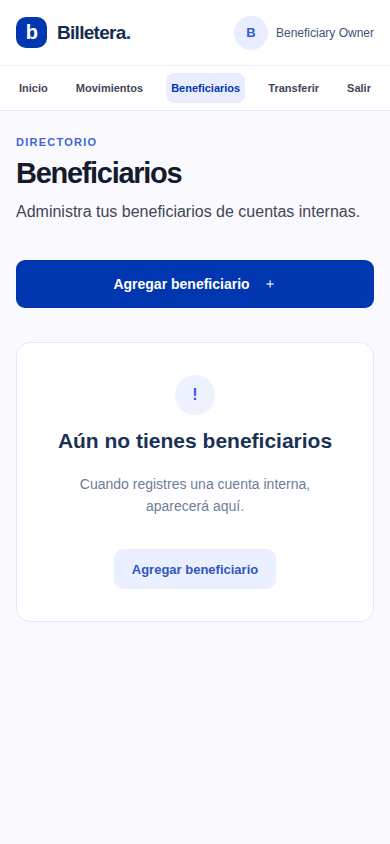 b Billetera. B Beneficiary Owner
Inicio Movimientos Beneficiarios Transferir Salir
DIRECTORIO
Beneficiarios
Administra tus beneficiarios de cuentas internas.
Agregar beneficiario +
!
Aún no tienes beneficiarios
Cuando registres una cuenta interna,
aparecerá aquí.
Agregar beneficiario